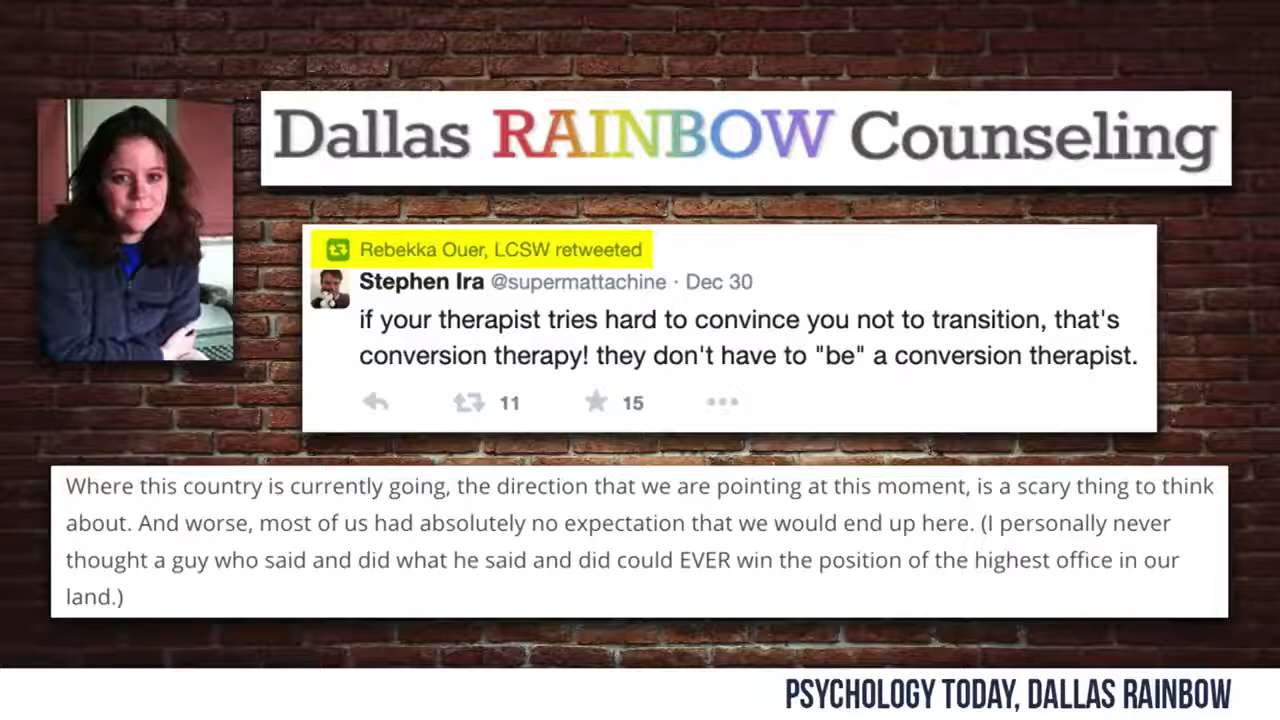 Dallas RAINBOW Counseling
Rebekka Ouer, LCSW retweeted
Stephen Ira @supermattachine · Dec 30
if your therapist tries hard to convince you not to transition, that's
conversion therapy! they don't have to "be" a conversion therapist.
11 15
Where this country is currently going, the direction that we are pointing at this moment, is a scary thing to think
about. And worse, most of us had absolutely no expectation that we would end up here. (I personally never
thought a guy who said and did what he said and did could EVER win the position of the highest office in our
land.)
PSYCHOLOGY TODAY, DALLAS RAINBOW